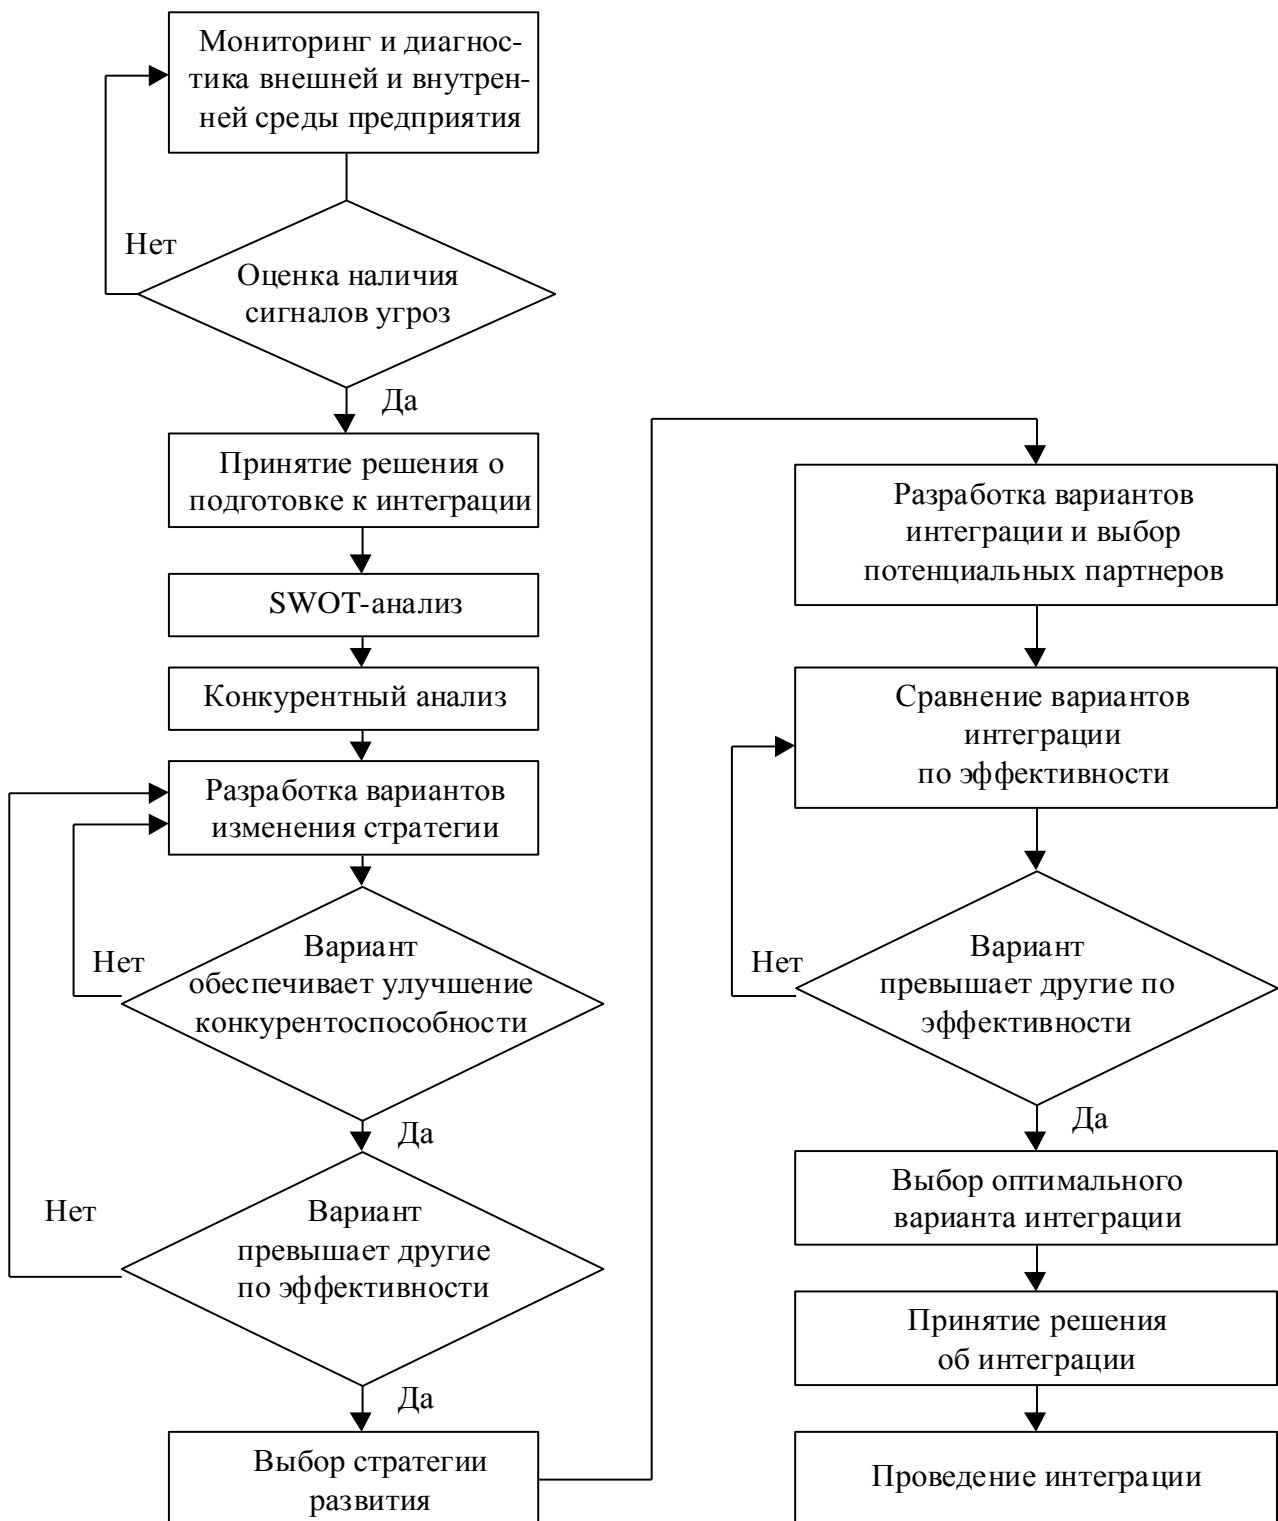 Мониторинг и диагнос-
тика внешней и внутрен-
ней среды предприятия
Нет
Оценка наличия
сигналов угроз
Да
Принятие решения о
подготовке к интеграции
SWOT-анализ
Конкурентный анализ
Разработка вариантов
изменения стратегии
Нет
Вариант
обеспечивает улучшение
конкурентоспособности
Да
Нет
Вариант
превышает другие
по эффективности
Да
Выбор стратегии
развития
Разработка вариантов
интеграции и выбор
потенциальных партнеров
Сравнение вариантов
интеграции
по эффективности
Нет
Вариант
превышает другие по
эффективности
Да
Выбор оптимального
варианта интеграции
Принятие решения
об интеграции
Проведение интеграции